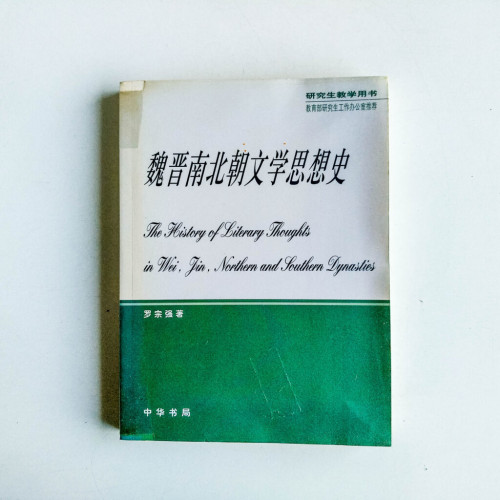 研究生教学用书
教育部研究生工作办公室推荐
魏晋南北朝文学思想史
The History of Literary Thoughts
in Wei, Jin, Northern and Southern Dynasties
罗宗强著
中华书局